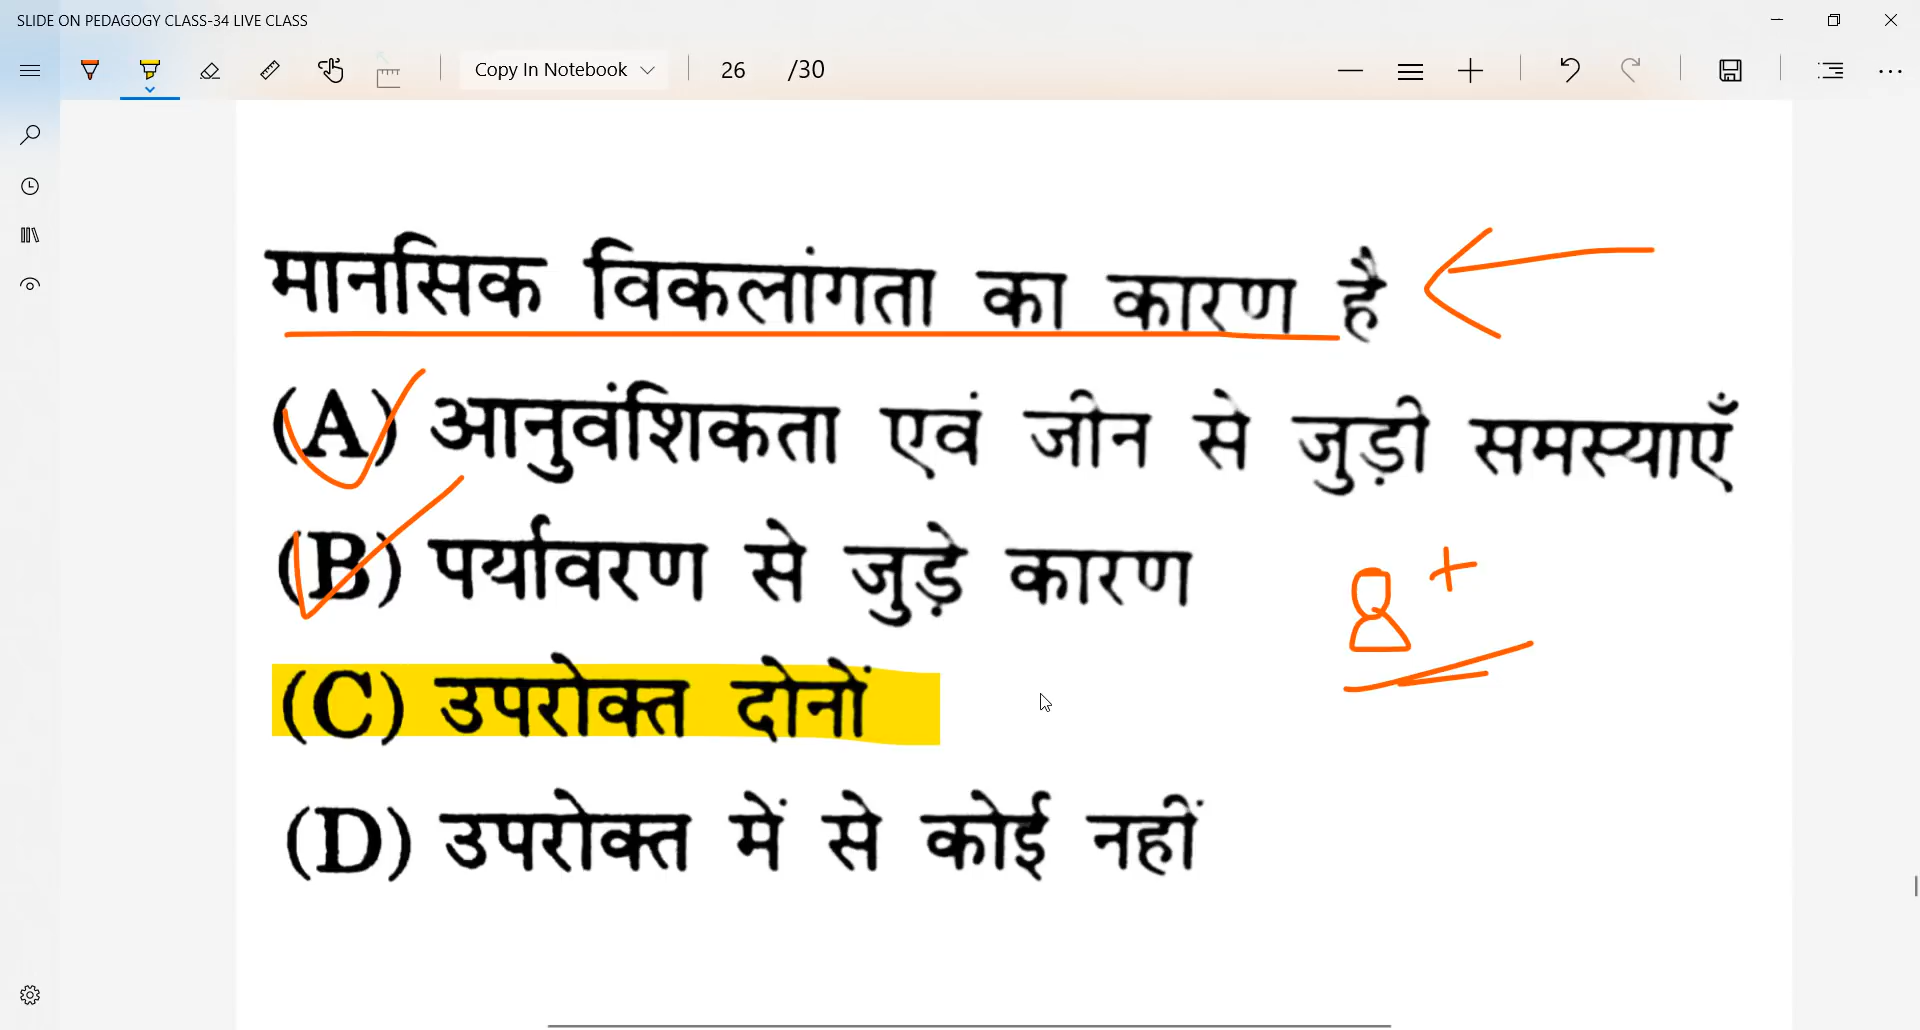 SLIDE ON PEDAGOGY CLASS-34 LIVE CLASS
Copy In Notebook 26 /30
मानसिक विकलांगता का कारण है
(A) आनुवंशिकता एवं जीन से जुड़ी समस्याएँ
(B) पर्यावरण से जुड़े कारण
(C) उपरोक्त दोनों
(D) उपरोक्त में से कोई नहीं